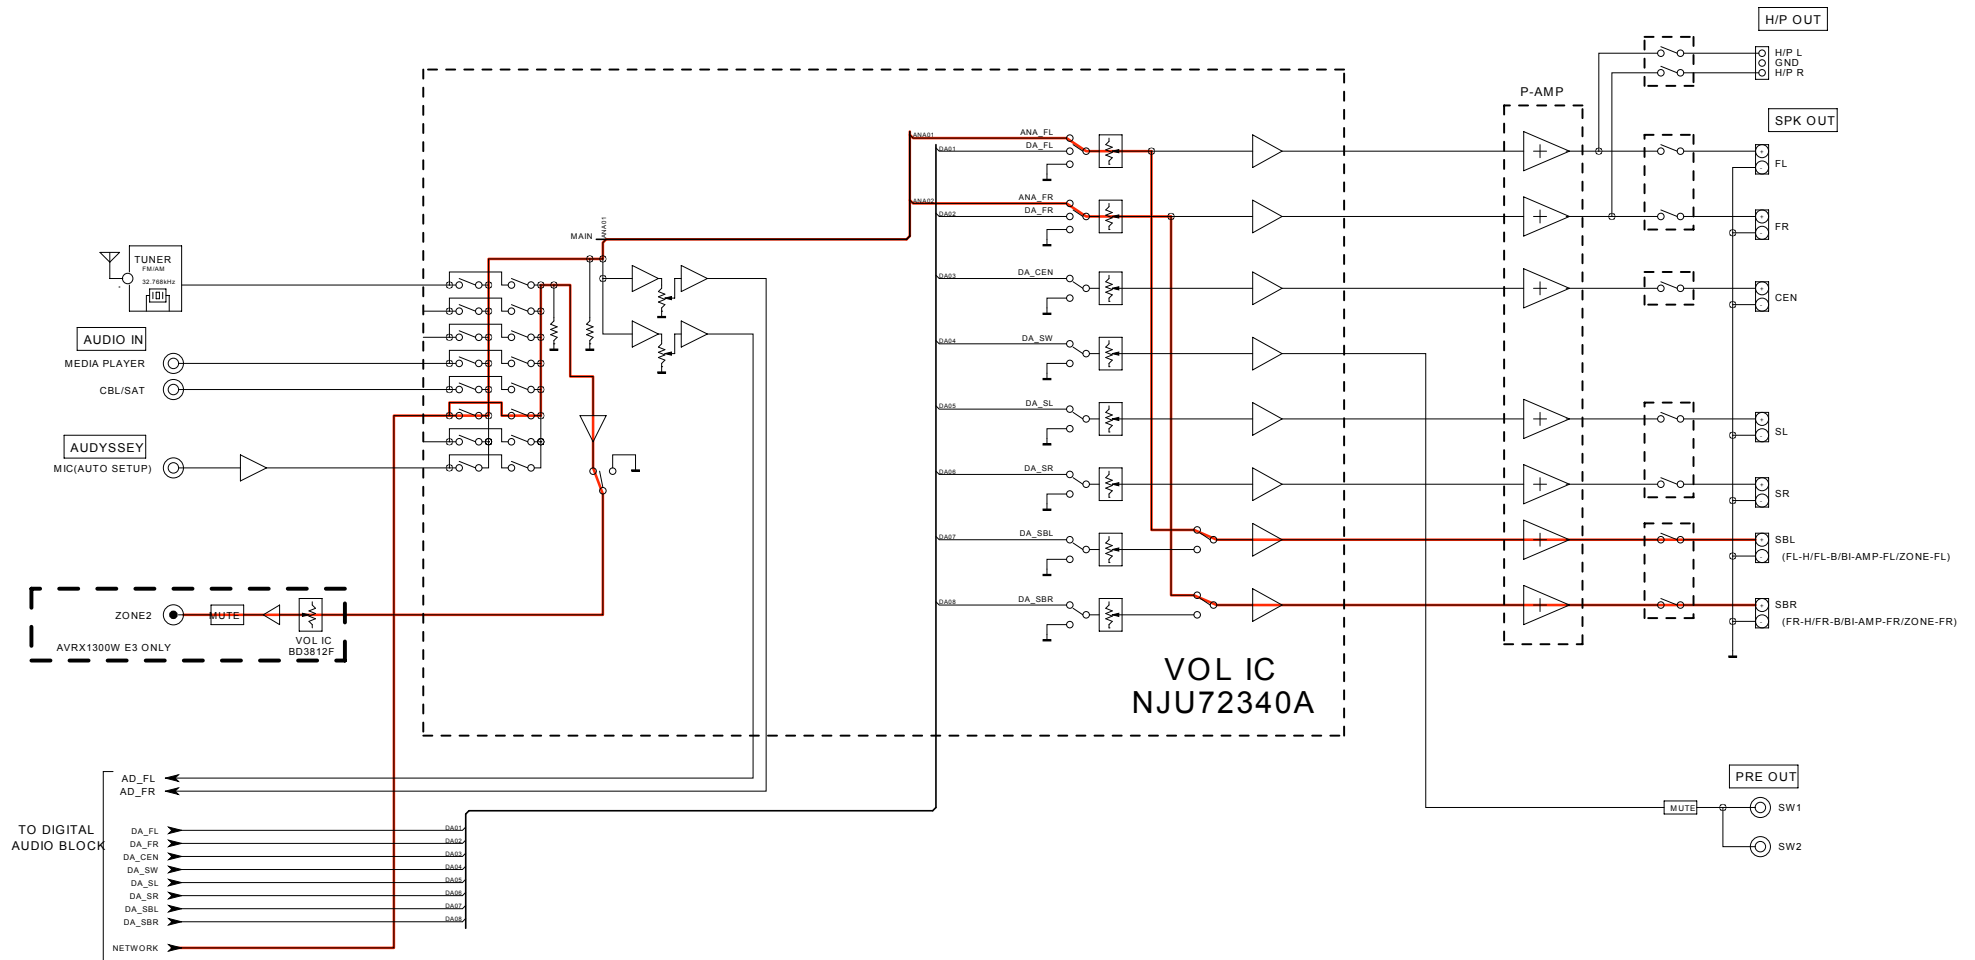 H/P OUT
H/P L
GND
H/P R
P-AMP
SPK OUT
ANA01
ANA_FL
DA01
DA_FL
FL
ANA02
ANA_FR
DA02
DA_FR
FR
MAIN
ANA01
TUNER
FM/AM
32.768kHz
DA03
DA_CEN
CEN
AUDIO IN
MEDIA PLAYER
CBL/SAT
DA04
DA_SW
DA05
DA_SL
SL
AUDYSSEY
MIC(AUTO SETUP)
DA06
DA_SR
SR
DA07
DA_SBL
SBL
(FL-H/FL-B/BI-AMP-FL/ZONE-FL)
DA08
DA_SBR
SBR
(FR-H/FR-B/BI-AMP-FR/ZONE-FR)
ZONE2
MUTE
VOL IC
BD3812F
AVRX1300W E3 ONLY
VOL IC
NJU72340A
AD_FL
AD_FR
PRE OUT
MUTE
SW1
SW2
TO DIGITAL
AUDIO BLOCK
DA_FL
DA01
DA_FR
DA02
DA_CEN
DA03
DA_SW
DA04
DA_SL
DA05
DA_SR
DA06
DA_SBL
DA07
DA_SBR
DA08
NETWORK